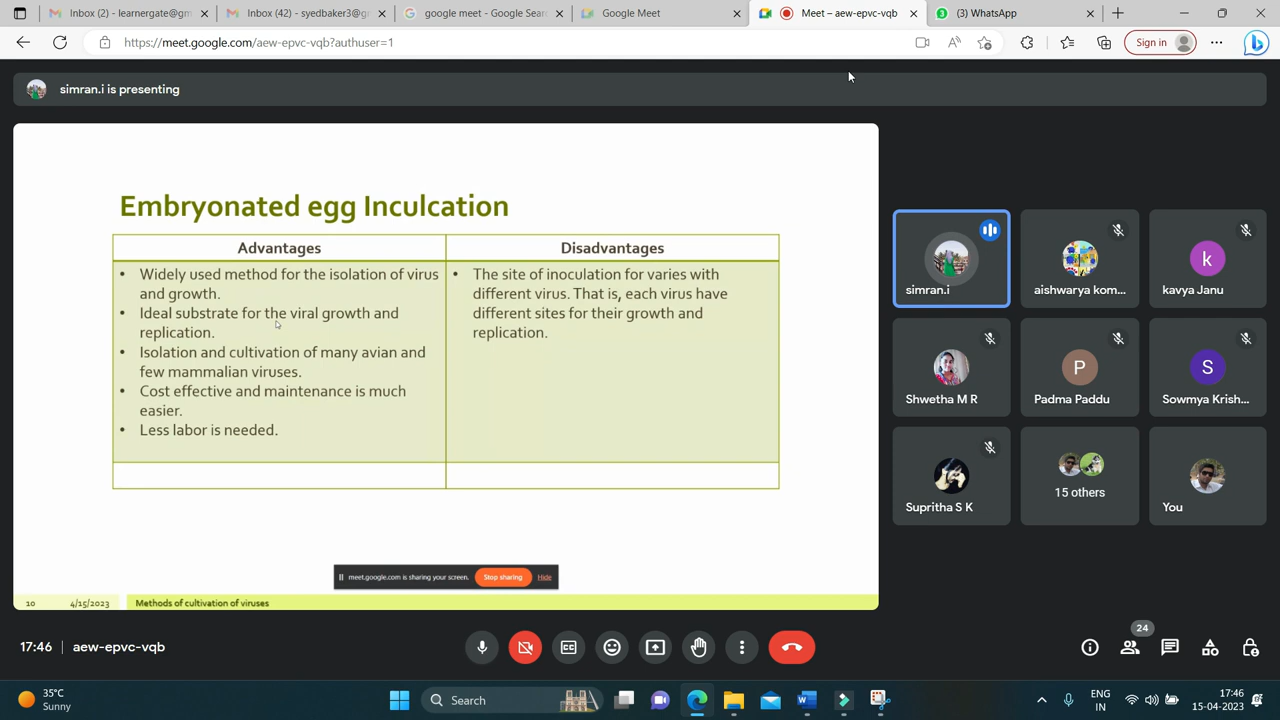 Inbox (2) - learnergate@gm
Inbox (42) - syedbaker3@gr
google meet - Google Sear
Google Meet
Meet – aew-epvc-vqb
(3) WhatsApp
https://meet.google.com/aew-epvc-vqb?authuser=1
Sign in
simran.i is presenting
Embryonated egg Inculcation
Advantages
Disadvantages
• Widely used method for the isolation of virus
and growth.
• Ideal substrate for the viral growth and
replication.
• Isolation and cultivation of many avian and
few mammalian viruses.
• Cost effective and maintenance is much
easier.
• Less labor is needed.
• The site of inoculation for varies with
different virus. That is, each virus have
different sites for their growth and
replication.
meet.google.com is sharing your screen. Stop sharing Hide
10 4/15/2023 Methods of cultivation of viruses
simran.i
aishwarya kom...
k
kavya Janu
Shwetha M R
P
Padma Paddu
S
Sowmya Krish...
Supritha S K
15 others
You
17:46 | aew-epvc-vqb
24
35°C
Sunny
Search
ENG
IN
17:46
15-04-2023